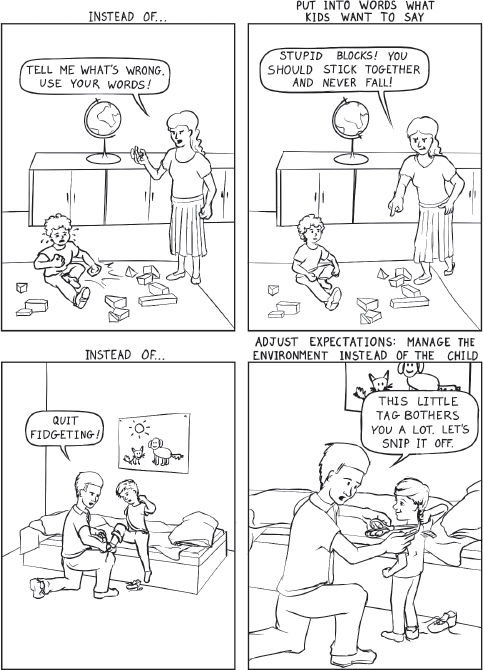 INSTEAD OF...
PUT INTO WORDS WHAT
KIDS WANT TO SAY
TELL ME WHAT'S WRONG.
USE YOUR WORDS!
STUPID BLOCKS! YOU
SHOULD STICK TOGETHER
AND NEVER FALL!
INSTEAD OF...
ADJUST EXPECTATIONS: MANAGE THE
ENVIRONMENT INSTEAD OF THE CHILD
QUIT
FIDGETING!
THIS LITTLE
TAG BOTHERS
YOU A LOT. LET'S
SNIP IT OFF.